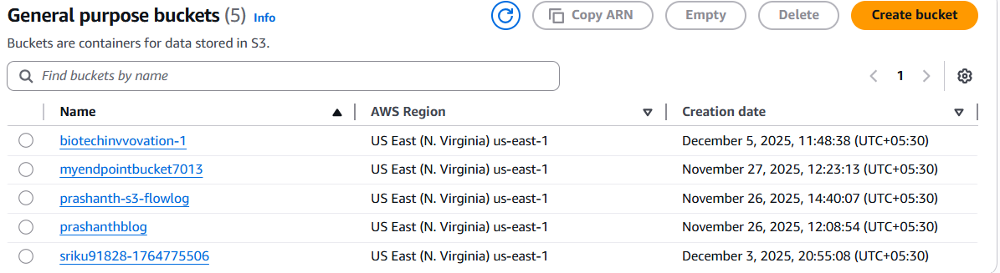 General purpose buckets (5) Info Copy ARN Empty Delete Create bucket
Buckets are containers for data stored in S3.
Find buckets by name 1
Name AWS Region Creation date
biotechinvvovation-1 US East (N. Virginia) us-east-1 December 5, 2025, 11:48:38 (UTC+05:30)
myendpointbucket7013 US East (N. Virginia) us-east-1 November 27, 2025, 12:23:13 (UTC+05:30)
prashanth-s3-flowlog US East (N. Virginia) us-east-1 November 26, 2025, 14:40:07 (UTC+05:30)
prashanthblog US East (N. Virginia) us-east-1 November 26, 2025, 12:08:54 (UTC+05:30)
sriku91828-1764775506 US East (N. Virginia) us-east-1 December 3, 2025, 20:55:08 (UTC+05:30)